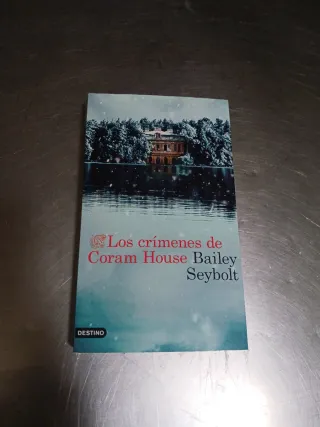 Los crímenes de
Coram House Bailey
Seybolt
DESTINO